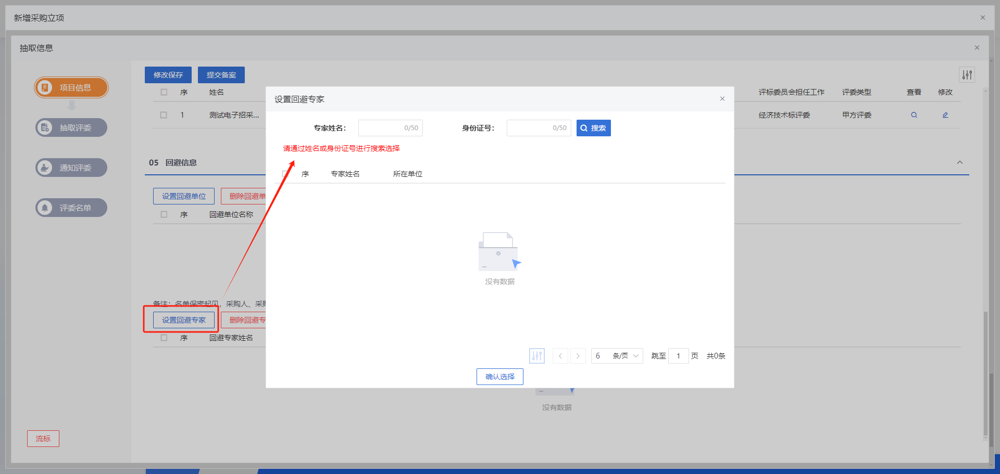 新增采购立项
抽取信息
项目信息
抽取评委
通知评委
评委名单
流标
修改保存 提交备案
序 姓名 评标委员会担任工作 评委类型 查看 修改
1 测试电子招采... 经济技术标评委 甲方评委
05 回避信息
设置回避单位 删除回避单
序 回避单位名称
备注：名单保密起见，采购人、采购
设置回避专家 删除回避专
序 回避专家姓名
没有数据
设置回避专家
专家姓名： 0/50 身份证号： 0/50 搜索
请通过姓名或身份证号进行搜索选择
序 专家姓名 所在单位
没有数据
6 条/页 跳至 1 页 共0条
确认选择